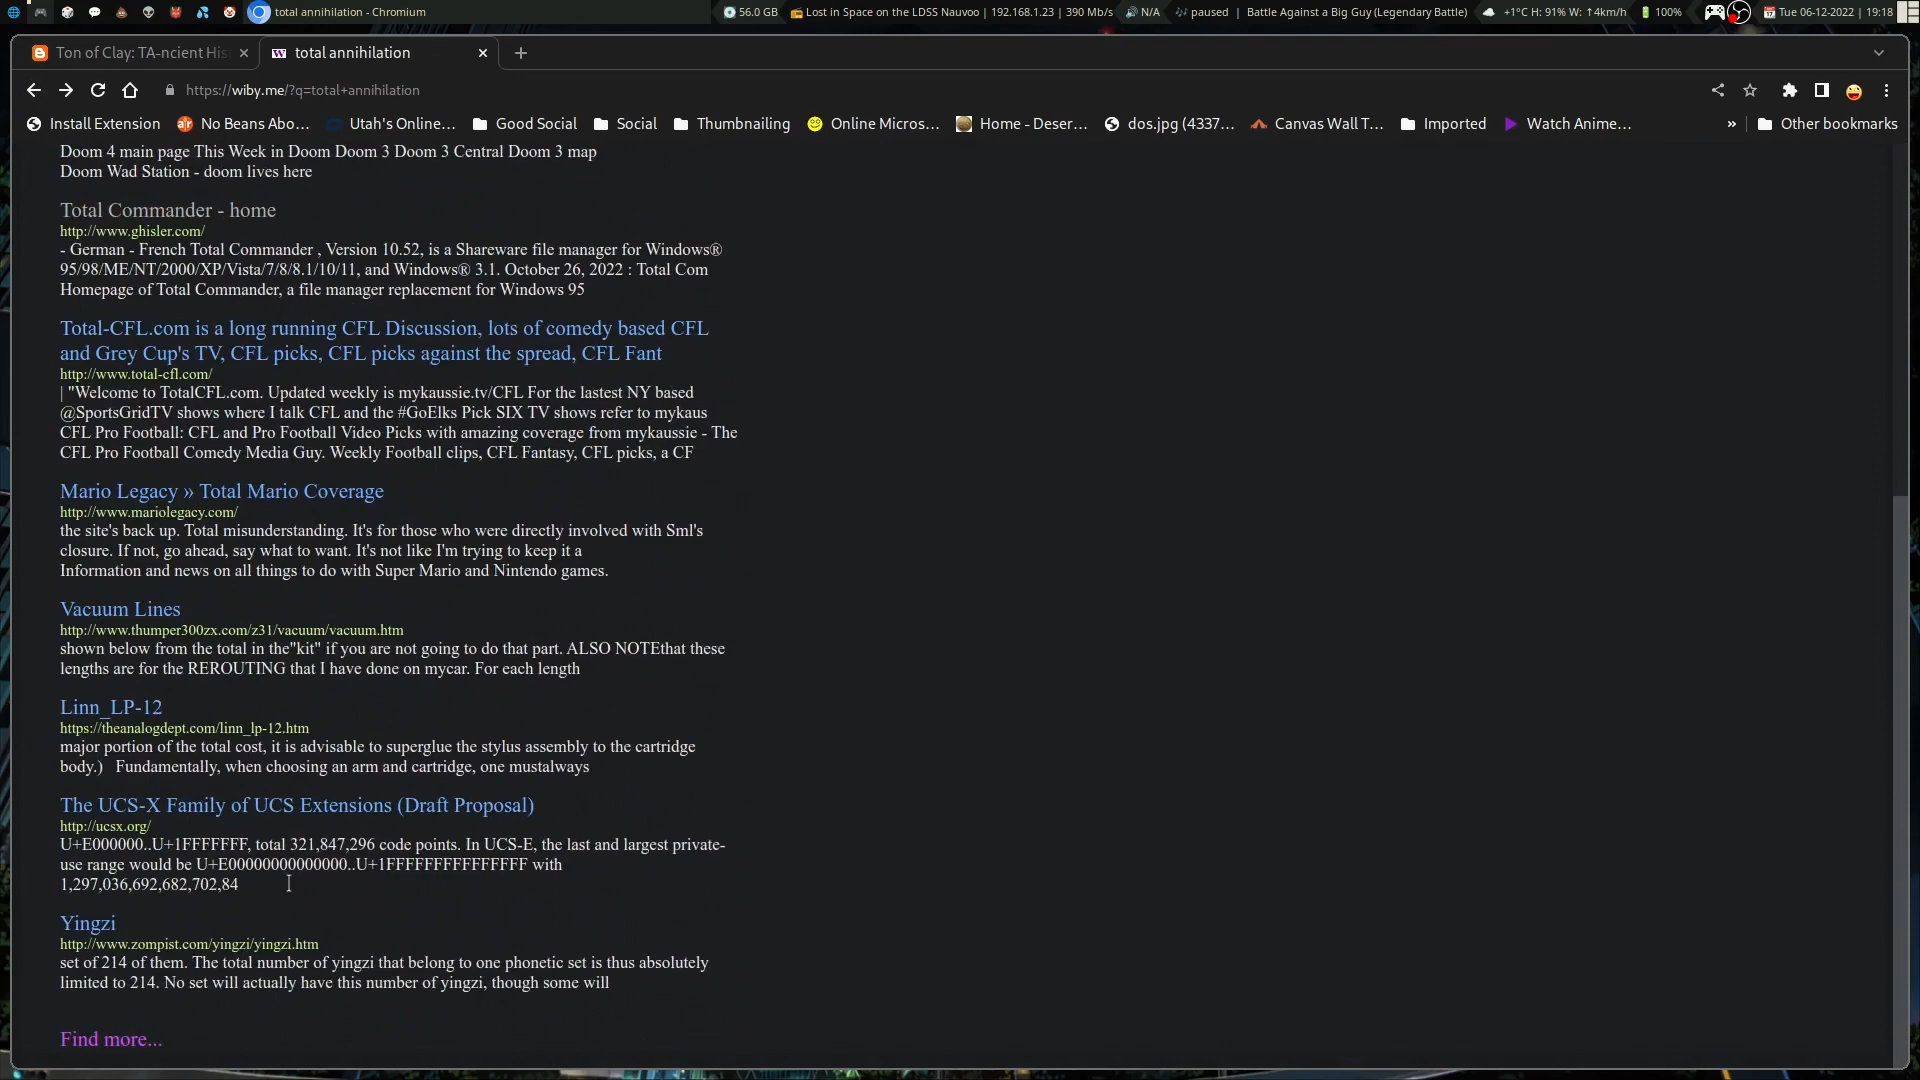 total annihilation - Chromium
56.0 GB
Lost in Space on the LDSS Nauvoo | 192.168.1.23 | 390 Mb/s
N/A
paused | Battle Against a Big Guy (Legendary Battle)
+1°C H: 91% W: ↑4km/h
100%
Tue 06-12-2022 | 19:18
Ton of Clay: TA-ncient His
total annihilation
https://wiby.me/?q=total+annihilation
Install Extension
No Beans Abo...
Utah's Online...
Good Social
Social
Thumbnailing
Online Micros...
Home - Deser...
dos.jpg (4337...
Canvas Wall T...
Imported
Watch Anime...
»
Other bookmarks
Doom 4 main page This Week in Doom Doom 3 Doom 3 Central Doom 3 map
Doom Wad Station - doom lives here
Total Commander - home
http://www.ghisler.com/
- German - French Total Commander , Version 10.52, is a Shareware file manager for Windows®
95/98/ME/NT/2000/XP/Vista/7/8/8.1/10/11, and Windows® 3.1. October 26, 2022 : Total Com
Homepage of Total Commander, a file manager replacement for Windows 95
Total-CFL.com is a long running CFL Discussion, lots of comedy based CFL
and Grey Cup's TV, CFL picks, CFL picks against the spread, CFL Fant
http://www.total-cfl.com/
| "Welcome to TotalCFL.com. Updated weekly is mykaussie.tv/CFL For the lastest NY based
@SportsGridTV shows where I talk CFL and the #GoElks Pick SIX TV shows refer to mykaus
CFL Pro Football: CFL and Pro Football Video Picks with amazing coverage from mykaussie - The
CFL Pro Football Comedy Media Guy. Weekly Football clips, CFL Fantasy, CFL picks, a CF
Mario Legacy » Total Mario Coverage
http://www.mariolegacy.com/
the site's back up. Total misunderstanding. It's for those who were directly involved with Sml's
closure. If not, go ahead, say what to want. It's not like I'm trying to keep it a
Information and news on all things to do with Super Mario and Nintendo games.
Vacuum Lines
http://www.thumper300zx.com/z31/vacuum/vacuum.htm
shown below from the total in the"kit" if you are not going to do that part. ALSO NOTEthat these
lengths are for the REROUTING that I have done on mycar. For each length
Linn_LP-12
https://theanalogdept.com/linn_lp-12.htm
major portion of the total cost, it is advisable to superglue the stylus assembly to the cartridge
body.) Fundamentally, when choosing an arm and cartridge, one mustalways
The UCS-X Family of UCS Extensions (Draft Proposal)
http://ucsx.org/
U+E000000..U+1FFFFFFF, total 321,847,296 code points. In UCS-E, the last and largest private-
use range would be U+E00000000000000..U+1FFFFFFFFFFFFFFF with
1,297,036,692,682,702,84
Yingzi
http://www.zompist.com/yingzi/yingzi.htm
set of 214 of them. The total number of yingzi that belong to one phonetic set is thus absolutely
limited to 214. No set will actually have this number of yingzi, though some will
Find more...